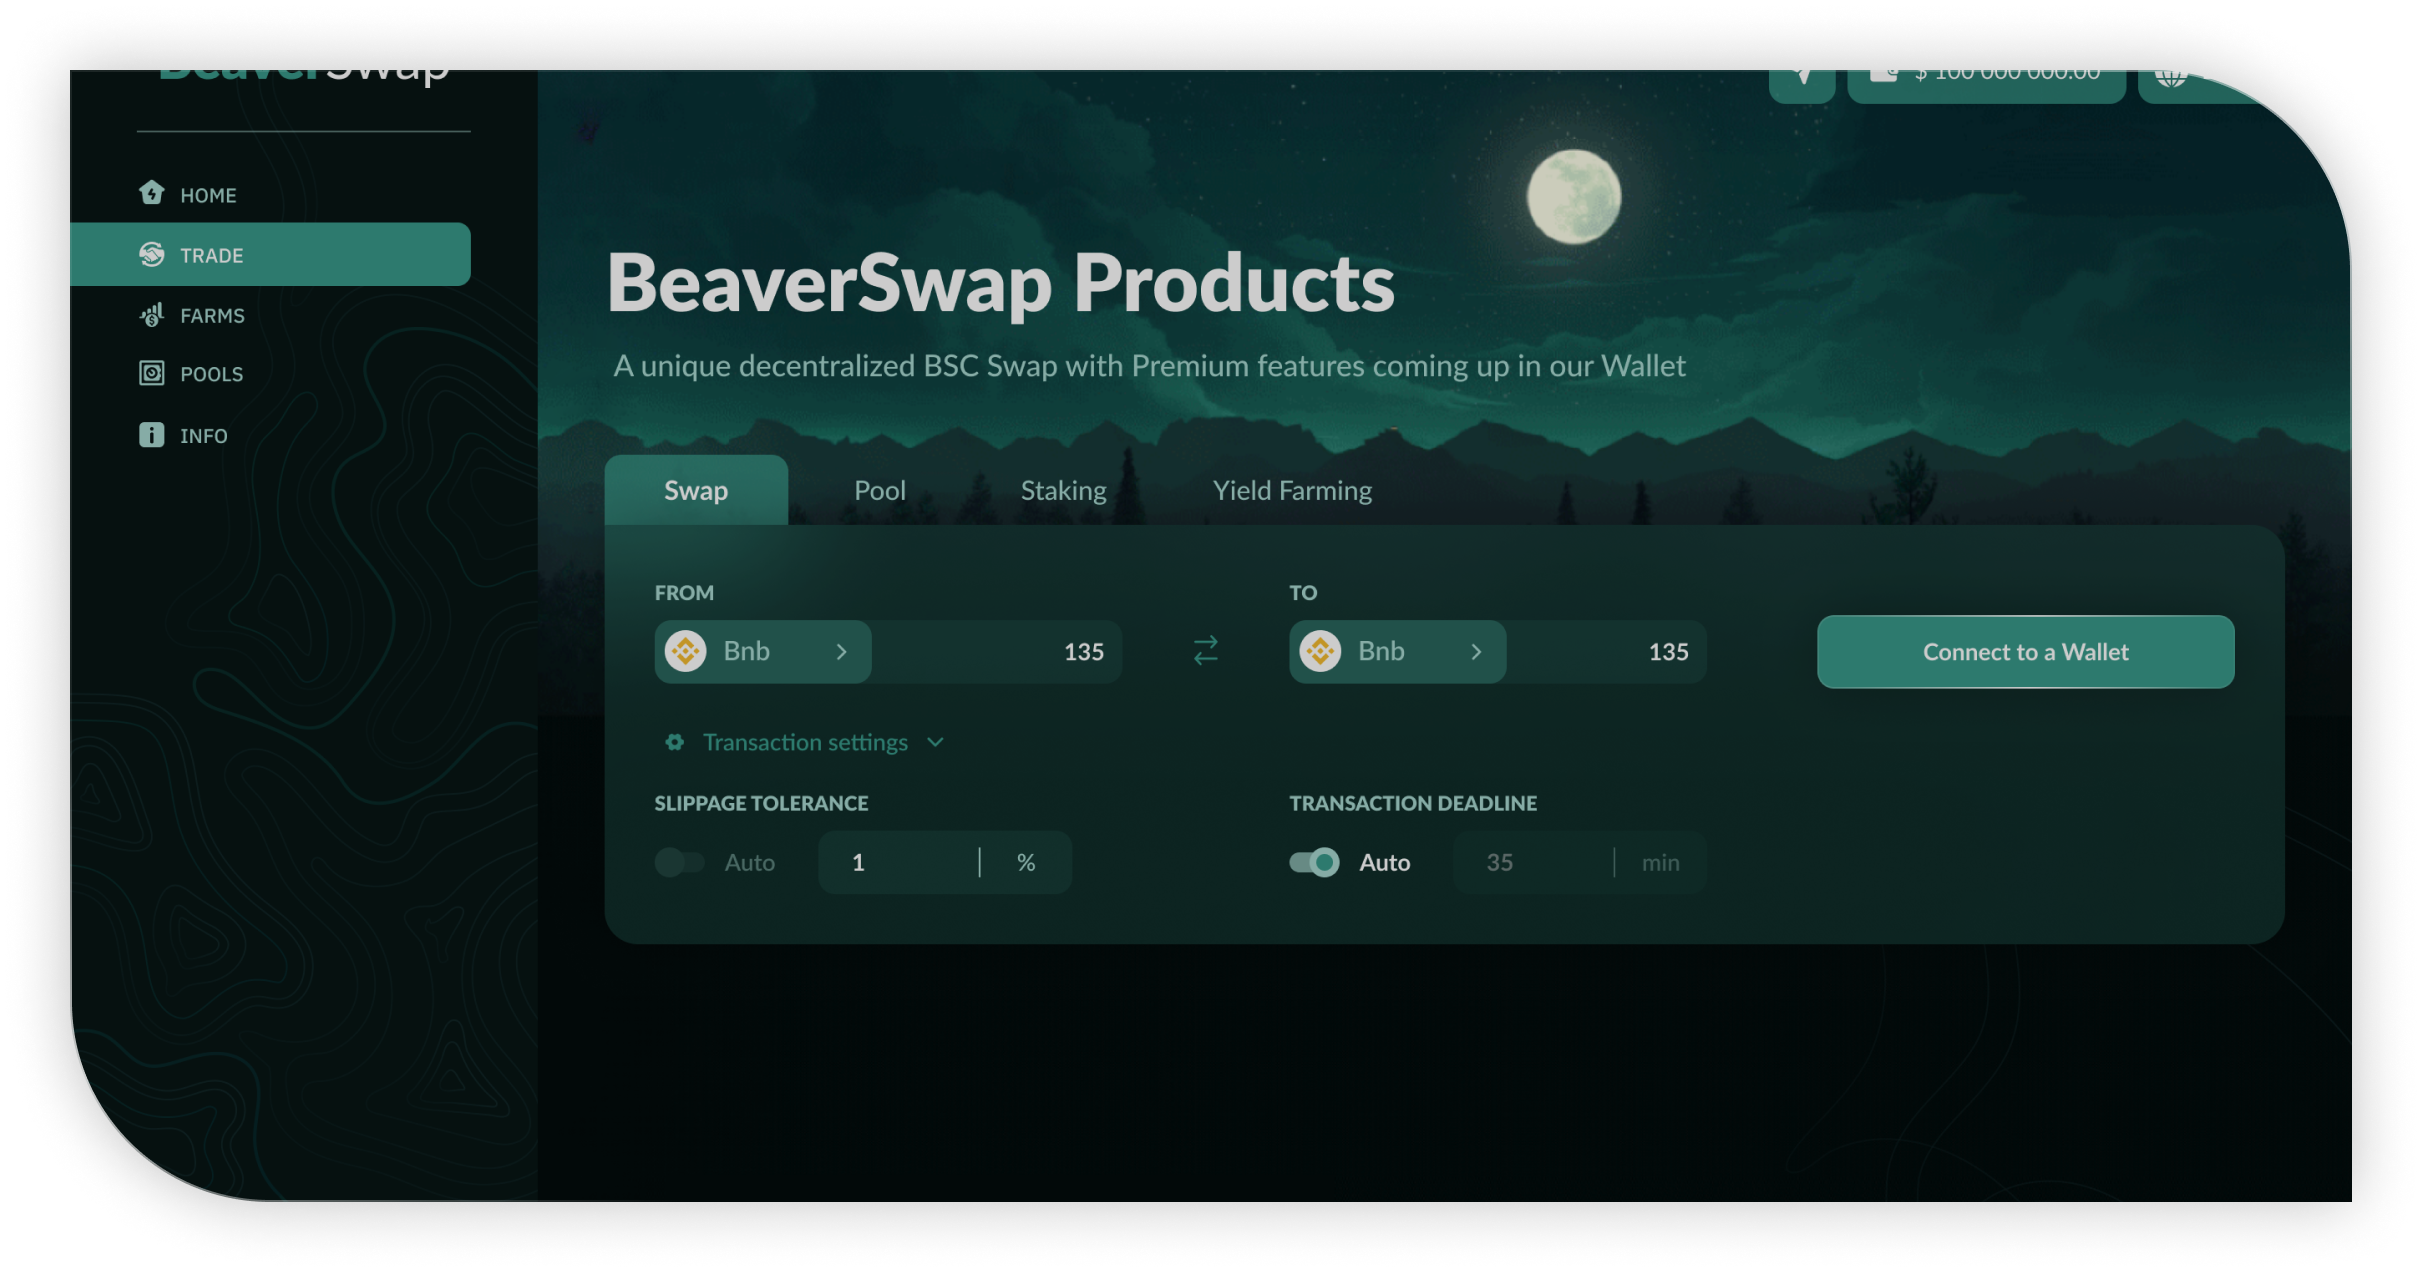 BeaverSwap
$ 100 000 000.00
HOME
TRADE
FARMS
POOLS
INFO
BeaverSwap Products
A unique decentralized BSC Swap with Premium features coming up in our Wallet
Swap Pool Staking Yield Farming
FROM TO
Bnb 135 Bnb 135 Connect to a Wallet
Transaction settings
SLIPPAGE TOLERANCE TRANSACTION DEADLINE
Auto 1 % Auto 35 min